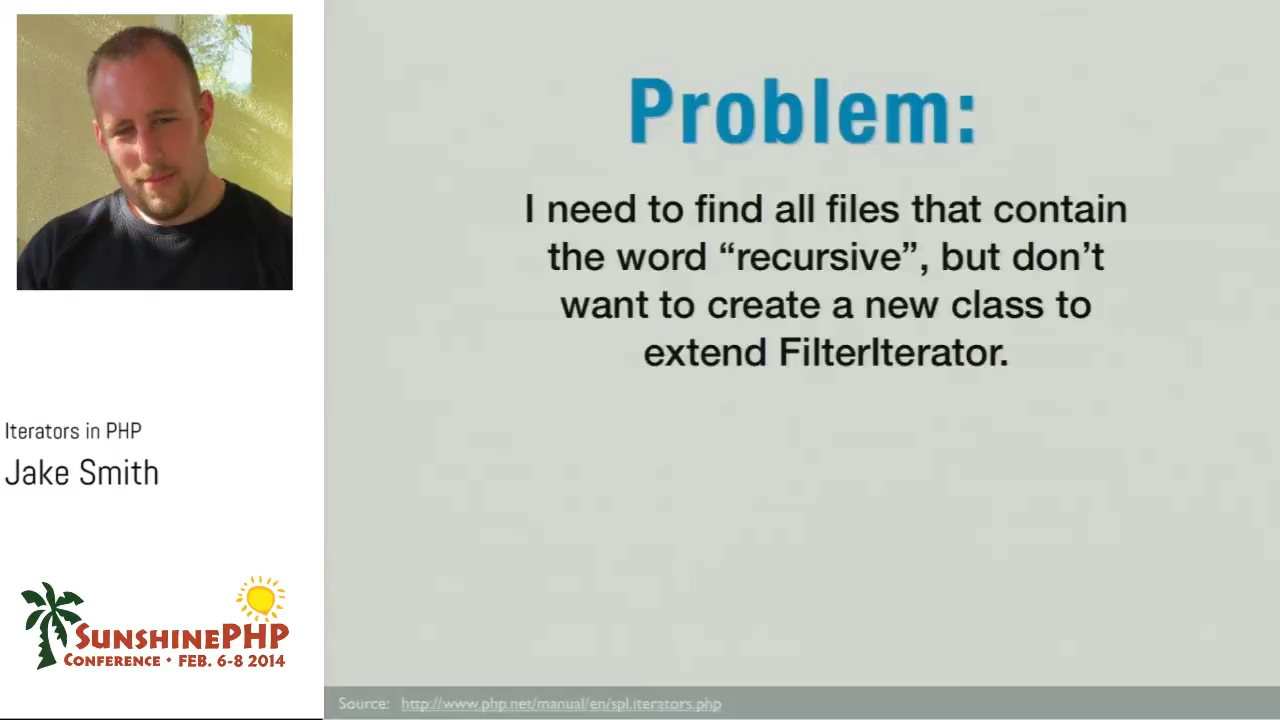 Problem:
I need to find all files that contain
the word “recursive”, but don’t
want to create a new class to
extend FilterIterator.
Iterators in PHP
Jake Smith
SUNSHINEPHP
CONFERENCE • FEB. 6-8 2014
Source: http://www.php.net/manual/en/spl.iterators.php